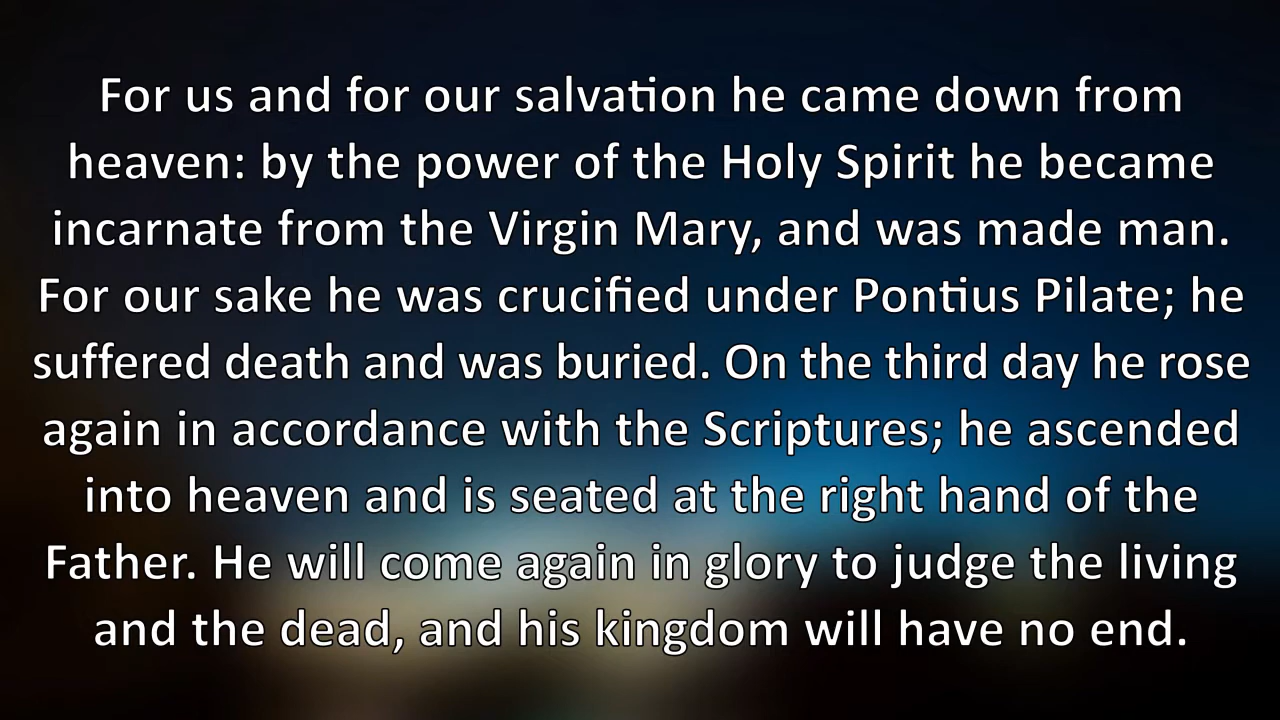 For us and for our salvation he came down from
heaven: by the power of the Holy Spirit he became
incarnate from the Virgin Mary, and was made man.
For our sake he was crucified under Pontius Pilate; he
suffered death and was buried. On the third day he rose
again in accordance with the Scriptures; he ascended
into heaven and is seated at the right hand of the
Father. He will come again in glory to judge the living
and the dead, and his kingdom will have no end.